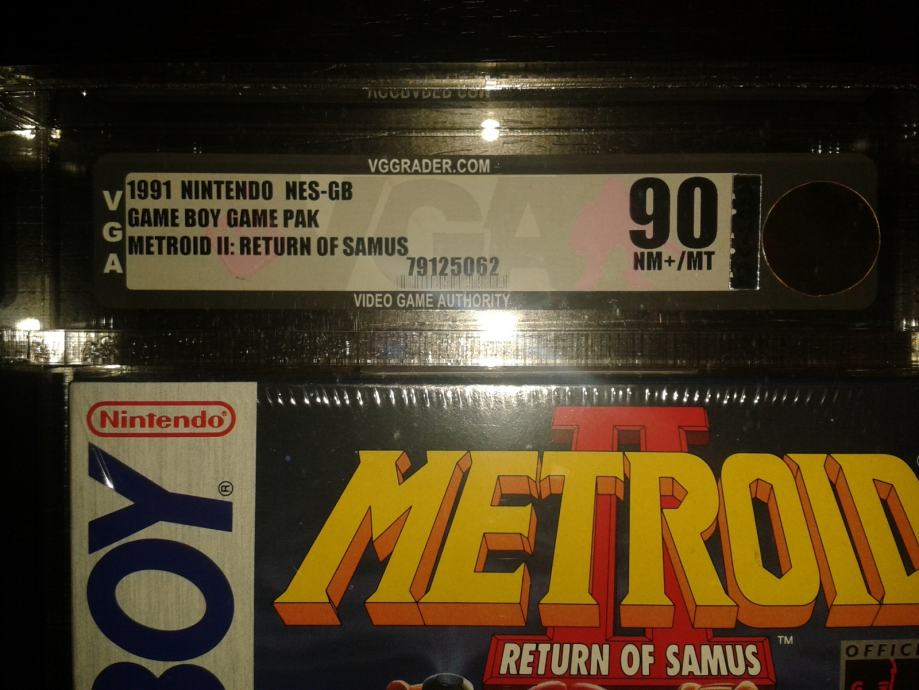 VGGRADER.COM
VGA
1991 NINTENDO NES-GB
GAME BOY GAME PAK
METROID II: RETURN OF SAMUS
79125062
90
NM+/MT
VIDEO GAME AUTHORITY
Nintendo®
BOY®
METROID
II
RETURN OF SAMUS™